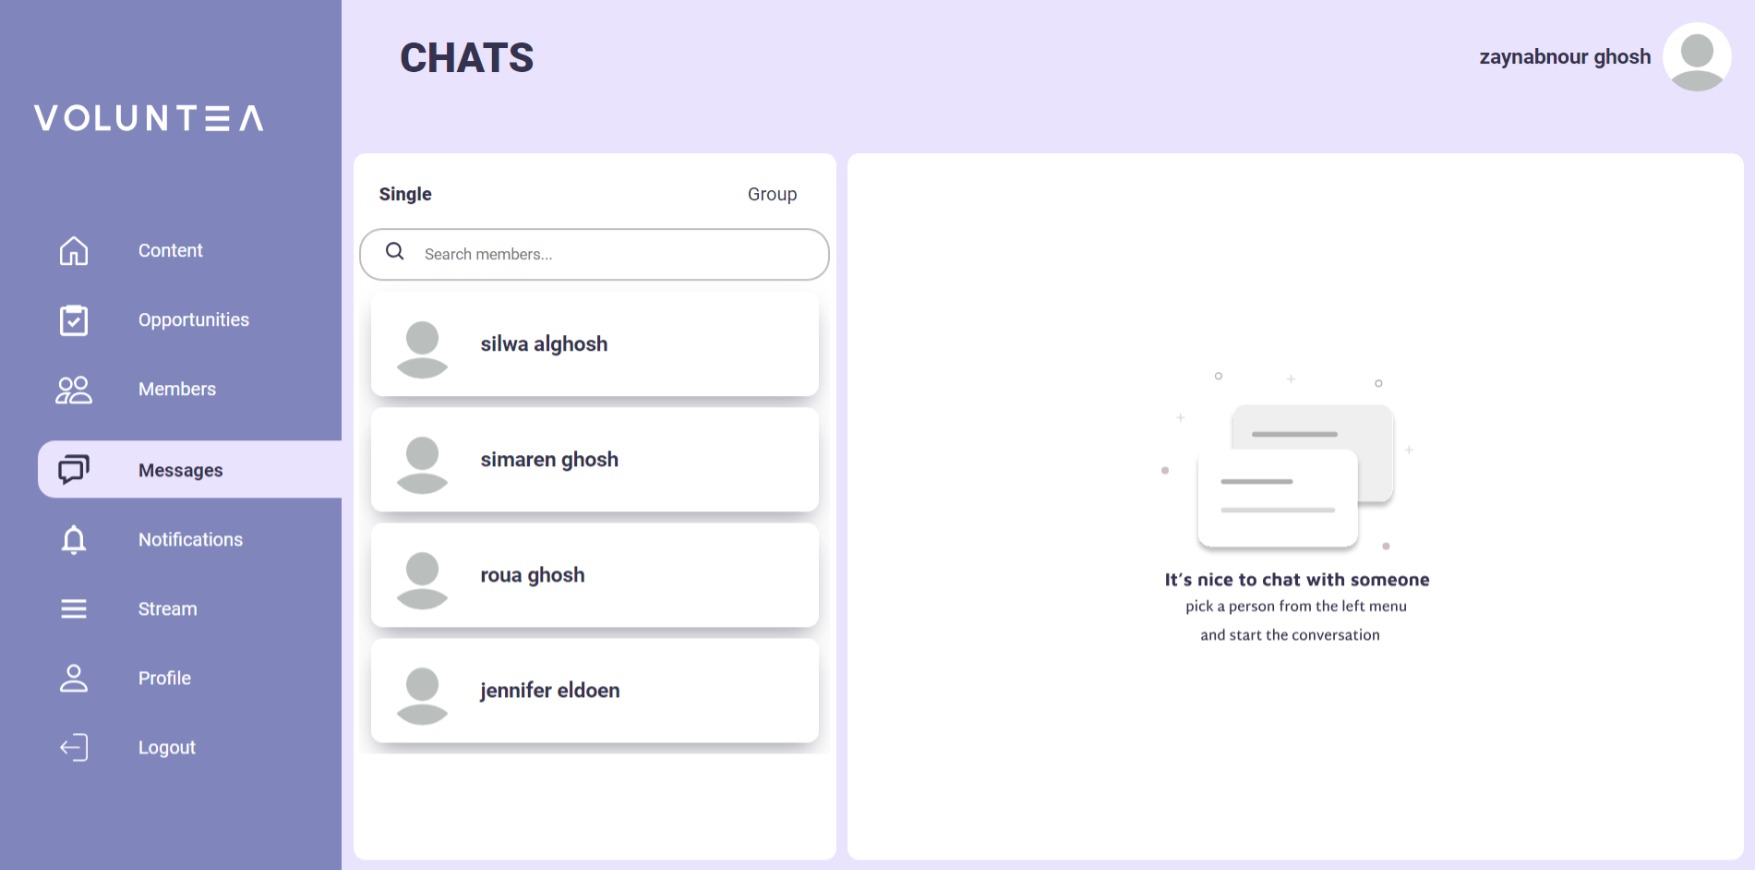 VOLUNTEA
Content
Opportunities
Members
Messages
Notifications
Stream
Profile
Logout
CHATS
zaynabnour ghosh
Single
Group
Search members...
silwa alghosh
simaren ghosh
roua ghosh
jennifer eldoen
It's nice to chat with someone
pick a person from the left menu
and start the conversation